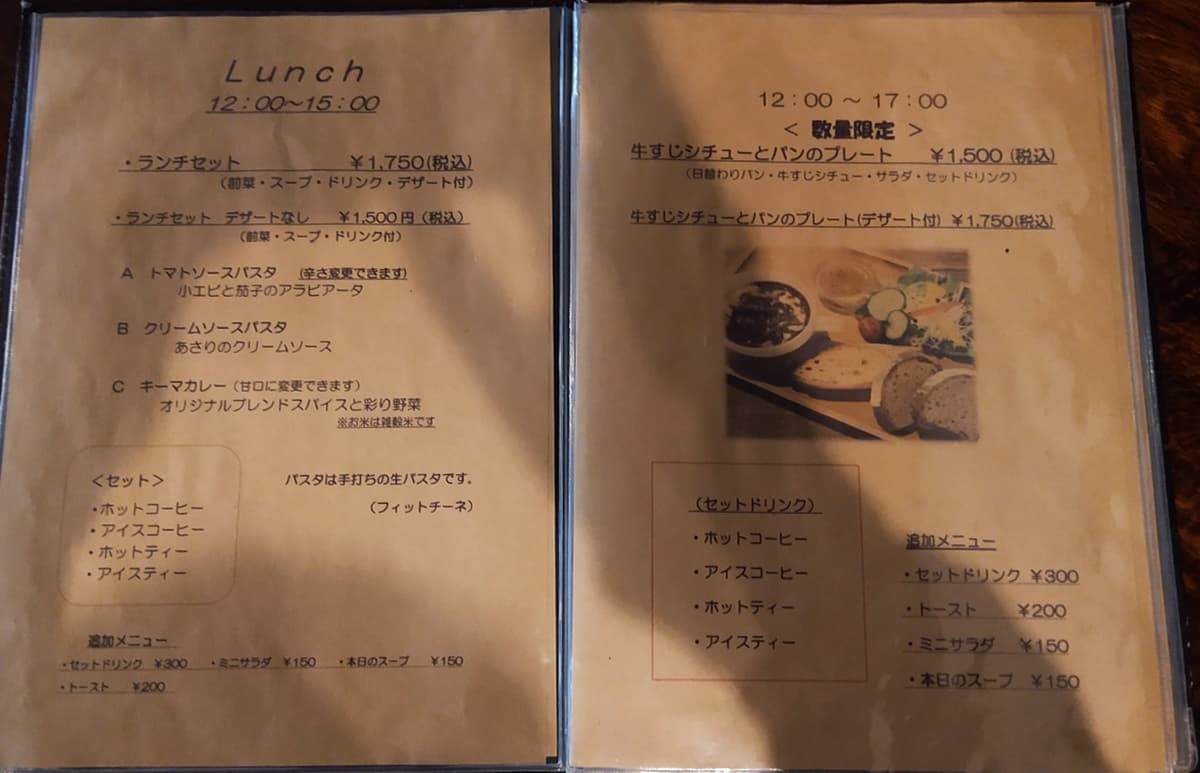 Lunch
12：00～15：00
・ランチセット ￥1,750(税込)
（前菜・スープ・ドリンク・デザート付）
・ランチセット デザートなし ￥1,500円（税込）
（前菜・スープ・ドリンク付）
A トマトソースパスタ （辛さ変更できます）
小エビと茄子のアラビアータ
B クリームソースパスタ
あさりのクリームソース
C キーマカレー（甘口に変更できます）
オリジナルブレンドスパイスと彩り野菜
※お米は雑穀米です
＜セット＞
・ホットコーヒー
・アイスコーヒー
・ホットティー
・アイスティー
パスタは手打ちの生パスタです。
（フィットチーネ）
追加メニュー
・セットドリンク ￥300 ・ミニサラダ ￥150 ・本日のスープ ￥150
・トースト ￥200
12：00 ～ 17：00
＜ 数量限定 ＞
牛すじシチューとパンのプレート ￥1,500 (税込)
（日替わりパン・牛すじシチュー・サラダ・セットドリンク）
牛すじシチューとパンのプレート(デザート付) ￥1,750(税込)
（セットドリンク）
・ホットコーヒー
・アイスコーヒー
・ホットティー
・アイスティー
追加メニュー
・セットドリンク ￥300
・トースト ￥200
・ミニサラダ ￥150
・本日のスープ ￥150